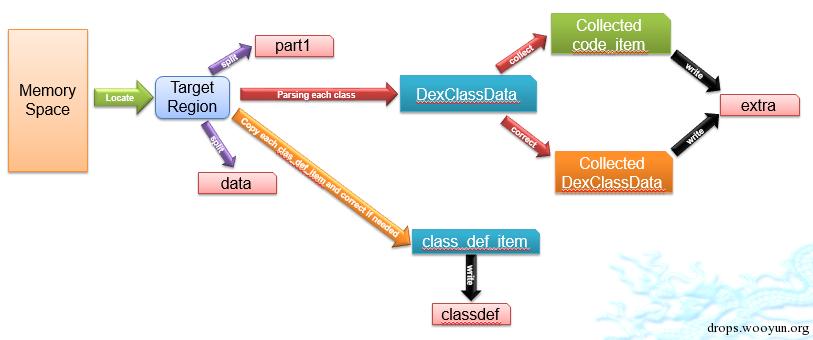 Collected
code_item
split
part1
collect
write
Memory
Space
Locate
Target
Region
Parsing each class
DexClassData
extra
split
Copy each clas_def_item and correct if needed
correct
write
data
Collected
DexClassData
class_def_item
write
classdef
drops.wooyun.org